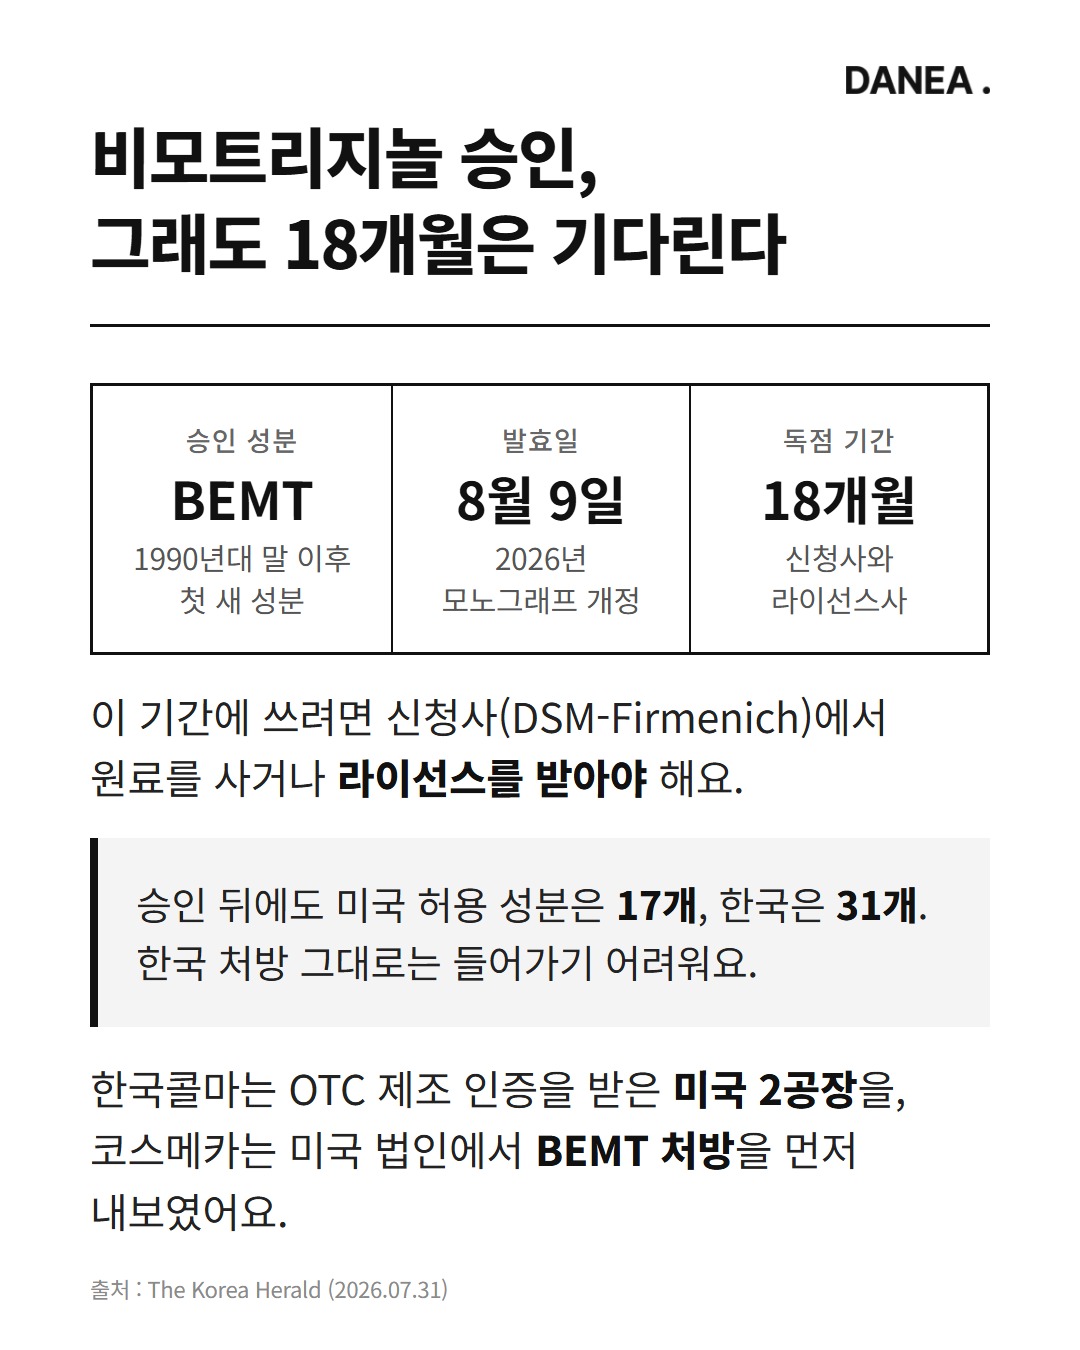 DANEA .
비모트리지놀 승인,
그래도 18개월은 기다린다
승인 성분
BEMT
1990년대 말 이후
첫 새 성분
발효일
8월 9일
2026년
모노그래프 개정
독점 기간
18개월
신청사와
라이선스사
이 기간에 쓰려면 신청사(DSM-Firmenich)에서
원료를 사거나 라이선스를 받아야 해요.
승인 뒤에도 미국 허용 성분은 17개, 한국은 31개.
한국 처방 그대로는 들어가기 어려워요.
한국콜마는 OTC 제조 인증을 받은 미국 2공장을,
코스메카는 미국 법인에서 BEMT 처방을 먼저
내보였어요.
출처 : The Korea Herald (2026.07.31)